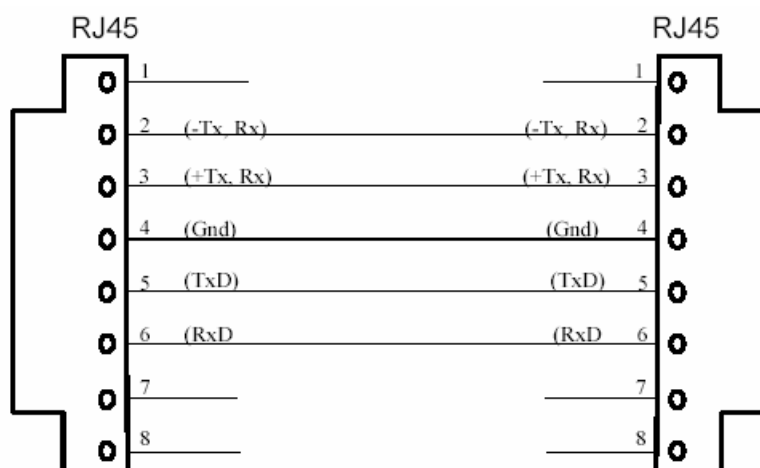 RJ45 RJ45
1 1
2 (-Tx, Rx) (-Tx, Rx) 2
3 (+Tx, Rx) (+Tx, Rx) 3
4 (Gnd) (Gnd) 4
5 (TxD) (TxD) 5
6 (RxD (RxD 6
7 7
8 8